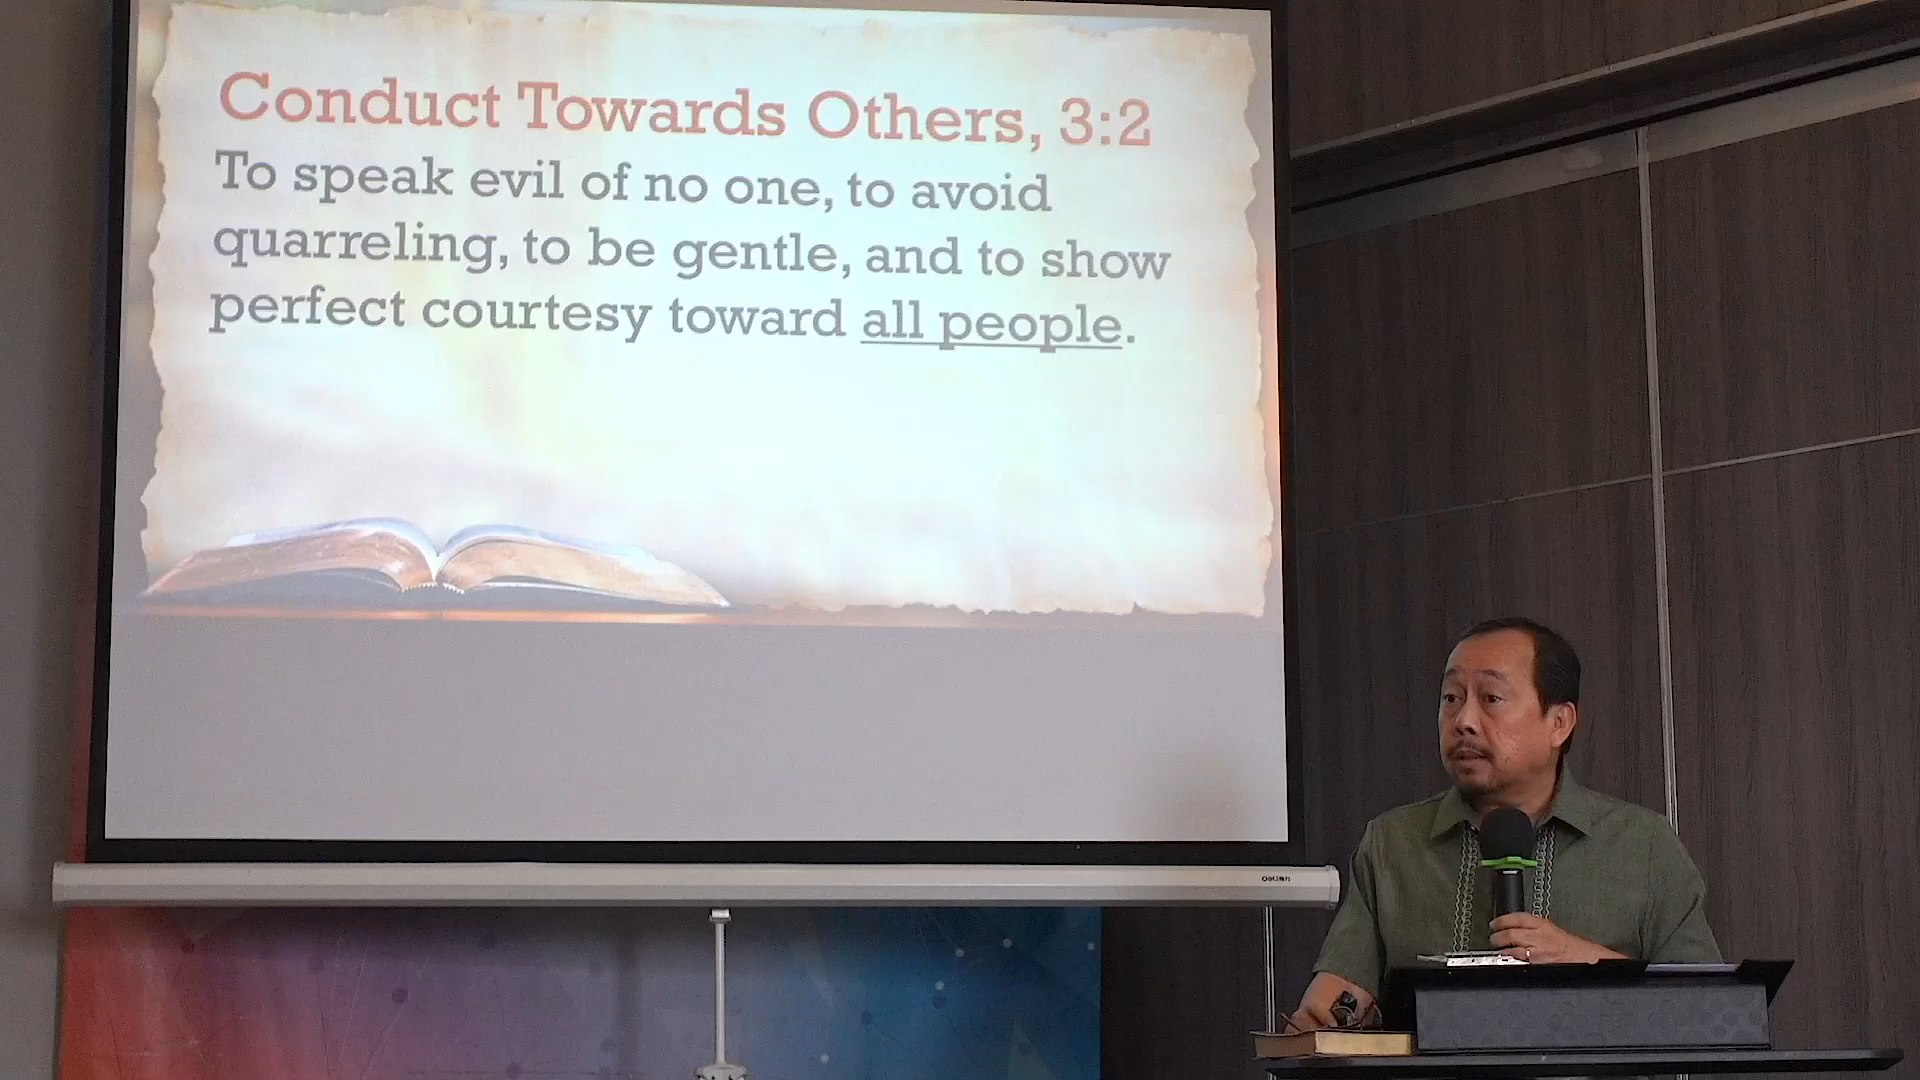 Conduct Towards Others, 3:2
To speak evil of no one, to avoid
quarreling, to be gentle, and to show
perfect courtesy toward all people.